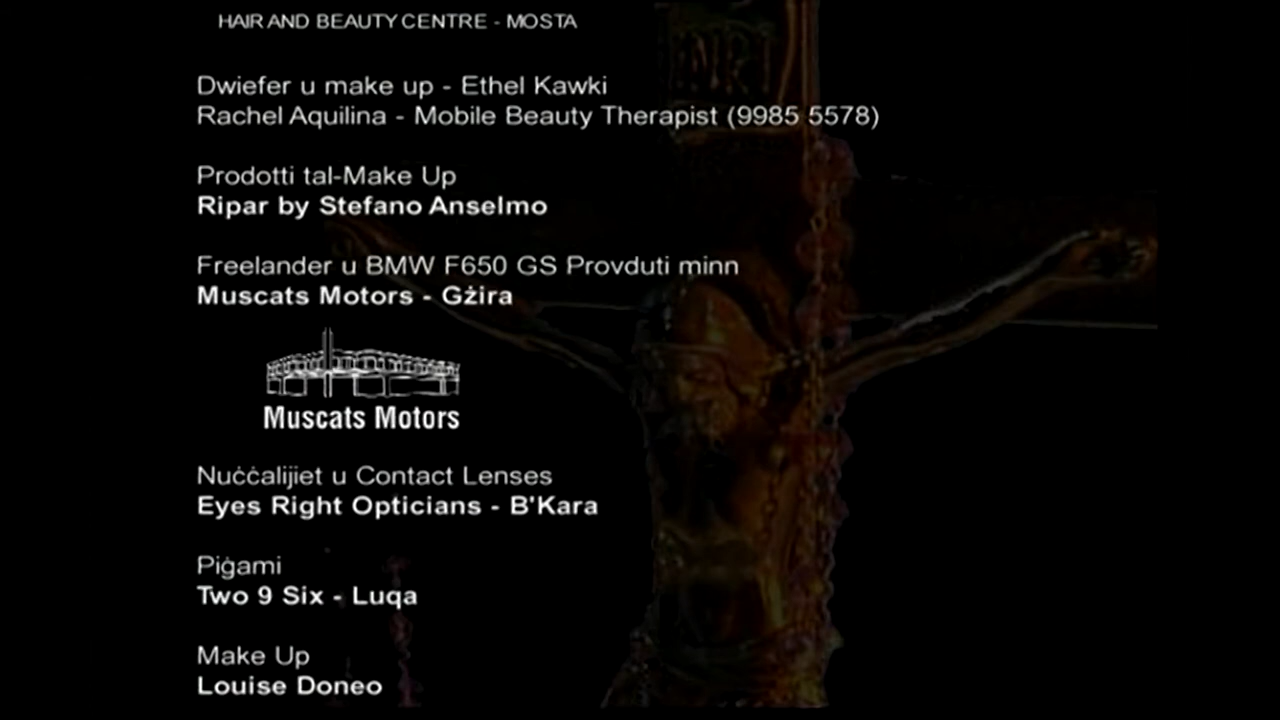 HAIR AND BEAUTY CENTRE - MOSTA
Dwiefer u make up - Ethel Kawki
Rachel Aquilina - Mobile Beauty Therapist (9985 5578)
Prodotti tal-Make Up
Ripar by Stefano Anselmo
Freelander u BMW F650 GS Provduti minn
Muscats Motors - Gżira
Muscats Motors
Nuċċalijiet u Contact Lenses
Eyes Right Opticians - B'Kara
Piġami
Two 9 Six - Luqa
Make Up
Louise Doneo
INRI